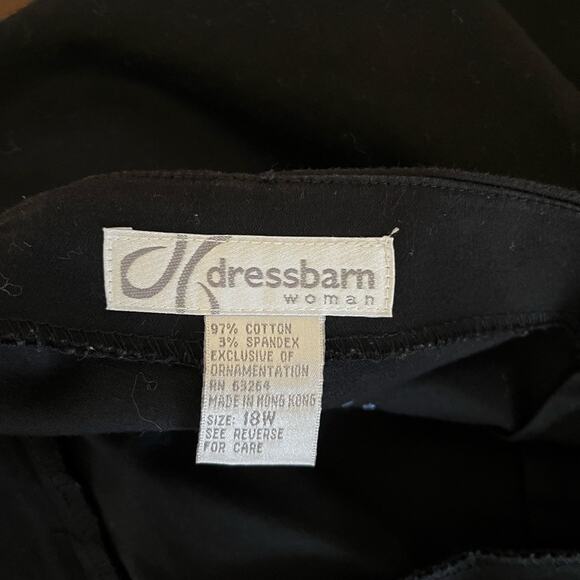 dressbarn
woman
97% COTTON
3% SPANDEX
EXCLUSIVE OF
ORNAMENTATION
RN 63264
MADE IN HONG KONG
SIZE: 18W
SEE REVERSE
FOR CARE